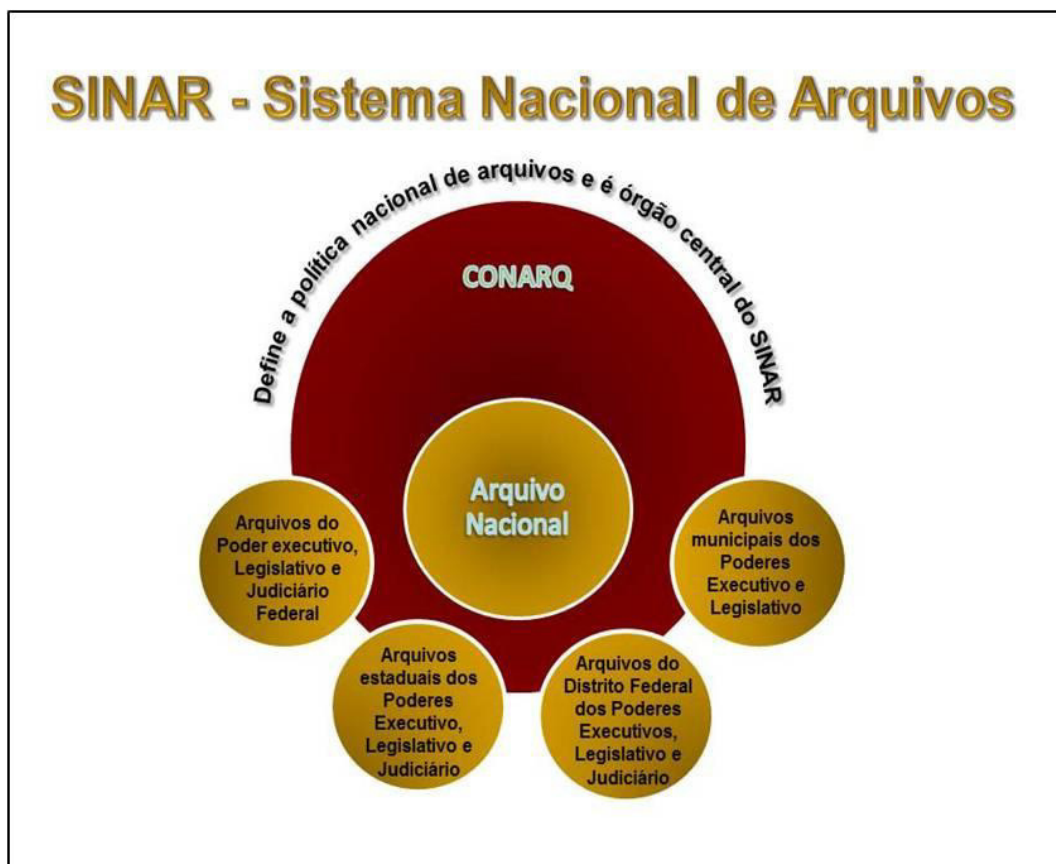 SINAR - Sistema Nacional de Arquivos
Define a política nacional de arquivos e é órgão central do SINAR
CONARQ
Arquivo
Nacional
Arquivos do
Poder executivo,
Legislativo e
Judiciário
Federal
Arquivos
estaduais dos
Poderes
Executivo,
Legislativo e
Judiciário
Arquivos do
Distrito Federal
dos Poderes
Executivos,
Legislativo e
Judiciário
Arquivos
municipais dos
Poderes
Executivo e
Legislativo